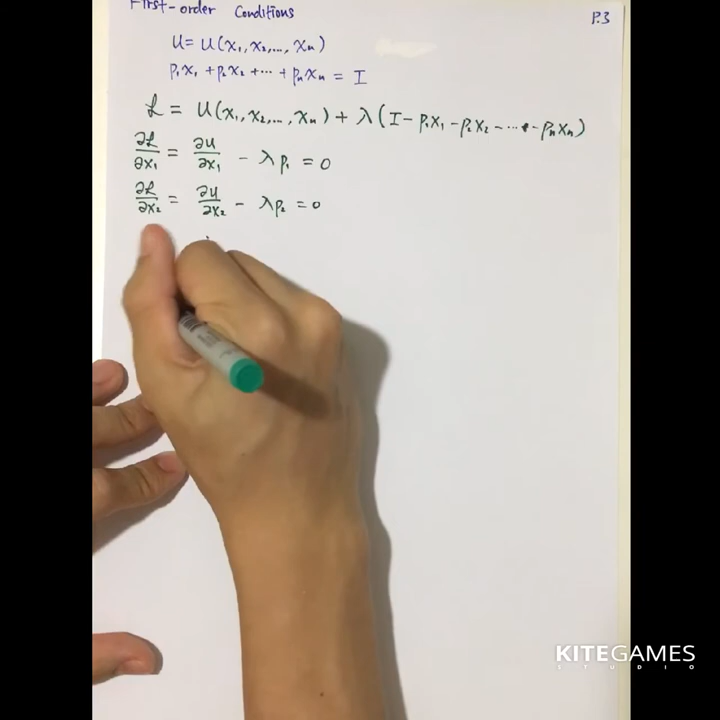 First-order Conditions
P.3
U = U(x₁, x₂, ..., xₙ)
p₁x₁ + p₂x₂ + ... + pₙxₙ = I
ℒ = U(x₁, x₂, ..., xₙ) + λ(I - p₁x₁ - p₂x₂ - ... - pₙxₙ)
∂ℒ/∂x₁ = ∂U/∂x₁ - λp₁ = 0
∂ℒ/∂x₂ = ∂U/∂x₂ - λp₂ = 0
KITEGAMES
STUDIO